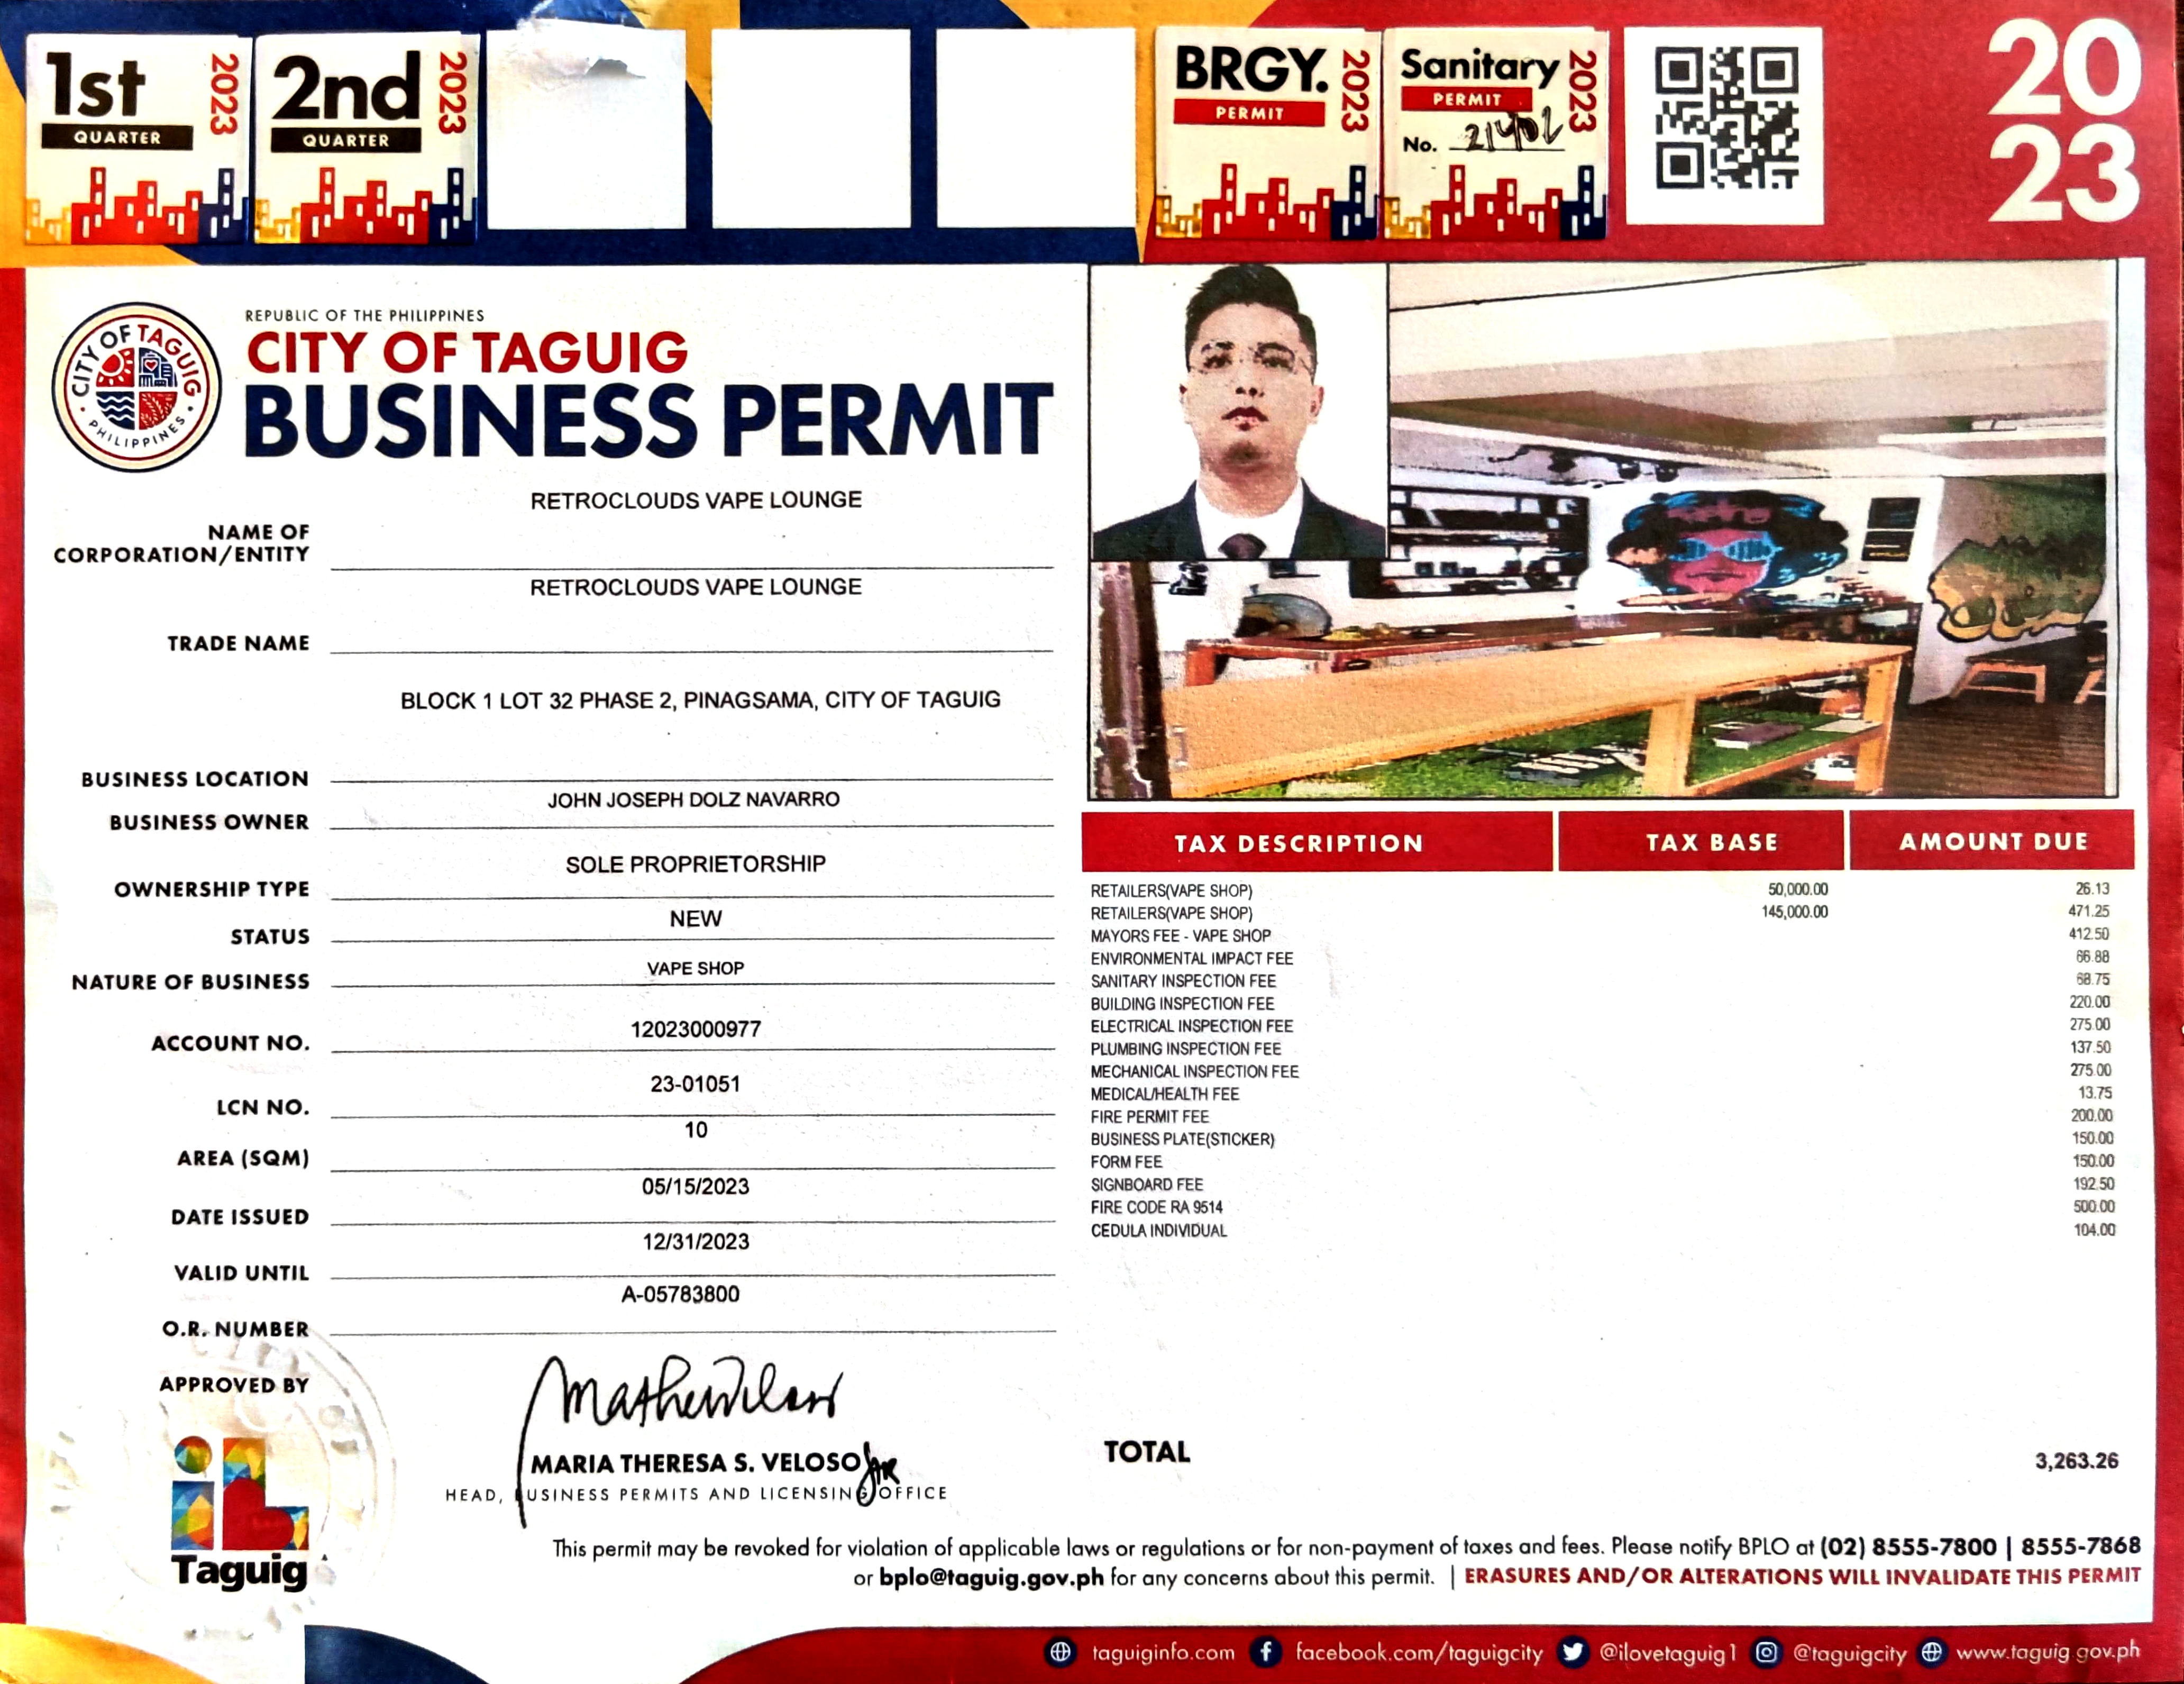 1st
QUARTER
2023
2nd
QUARTER
2023
BRGY.
PERMIT
2023
Sanitary
PERMIT
No. 21402
2023
20
23
CITY OF TAGUIG
PHILIPPINES
REPUBLIC OF THE PHILIPPINES
CITY OF TAGUIG
BUSINESS PERMIT
RETROCLOUDS VAPE LOUNGE
NAME OF
CORPORATION/ENTITY
RETROCLOUDS VAPE LOUNGE
TRADE NAME
BLOCK 1 LOT 32 PHASE 2, PINAGSAMA, CITY OF TAGUIG
BUSINESS LOCATION
JOHN JOSEPH DOLZ NAVARRO
BUSINESS OWNER
SOLE PROPRIETORSHIP
OWNERSHIP TYPE
NEW
STATUS
VAPE SHOP
NATURE OF BUSINESS
12023000977
ACCOUNT NO.
23-01051
LCN NO.
10
AREA (SQM)
05/15/2023
DATE ISSUED
12/31/2023
VALID UNTIL
A-05783800
O.R. NUMBER
APPROVED BY
MARIA THERESA S. VELOSO
HEAD, BUSINESS PERMITS AND LICENSING OFFICE
iL
Taguig
TAX DESCRIPTION TAX BASE AMOUNT DUE
RETAILERS(VAPE SHOP) 50,000.00 26.13
RETAILERS(VAPE SHOP) 145,000.00 471.25
MAYORS FEE - VAPE SHOP 412.50
ENVIRONMENTAL IMPACT FEE 66.88
SANITARY INSPECTION FEE 68.75
BUILDING INSPECTION FEE 220.00
ELECTRICAL INSPECTION FEE 275.00
PLUMBING INSPECTION FEE 137.50
MECHANICAL INSPECTION FEE 275.00
MEDICAL/HEALTH FEE 13.75
FIRE PERMIT FEE 200.00
BUSINESS PLATE(STICKER) 150.00
FORM FEE 150.00
SIGNBOARD FEE 192.50
FIRE CODE RA 9514 500.00
CEDULA INDIVIDUAL 104.00
TOTAL 3,263.26
This permit may be revoked for violation of applicable laws or regulations or for non-payment of taxes and fees. Please notify BPLO at (02) 8555-7800 | 8555-7868
or bplo@taguig.gov.ph for any concerns about this permit. | ERASURES AND/OR ALTERATIONS WILL INVALIDATE THIS PERMIT
taguiginfo.com facebook.com/taguigcity @ilovetaguig1 @taguigcity www.taguig.gov.ph